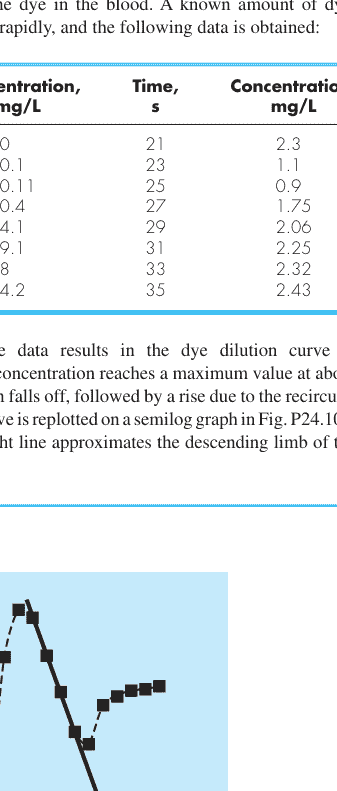 he dye in the blood. A known amount of dy
rapidly, and the following data is obtained:
entration, Time, Concentratio
mg/L s mg/L
0 21 2.3
0.1 23 1.1
0.11 25 0.9
0.4 27 1.75
4.1 29 2.06
9.1 31 2.25
8 33 2.32
4.2 35 2.43
e data results in the dye dilution curve
concentration reaches a maximum value at abo
n falls off, followed by a rise due to the recircu
ve is replotted on a semilog graph in Fig. P24.10
ght line approximates the descending limb of t